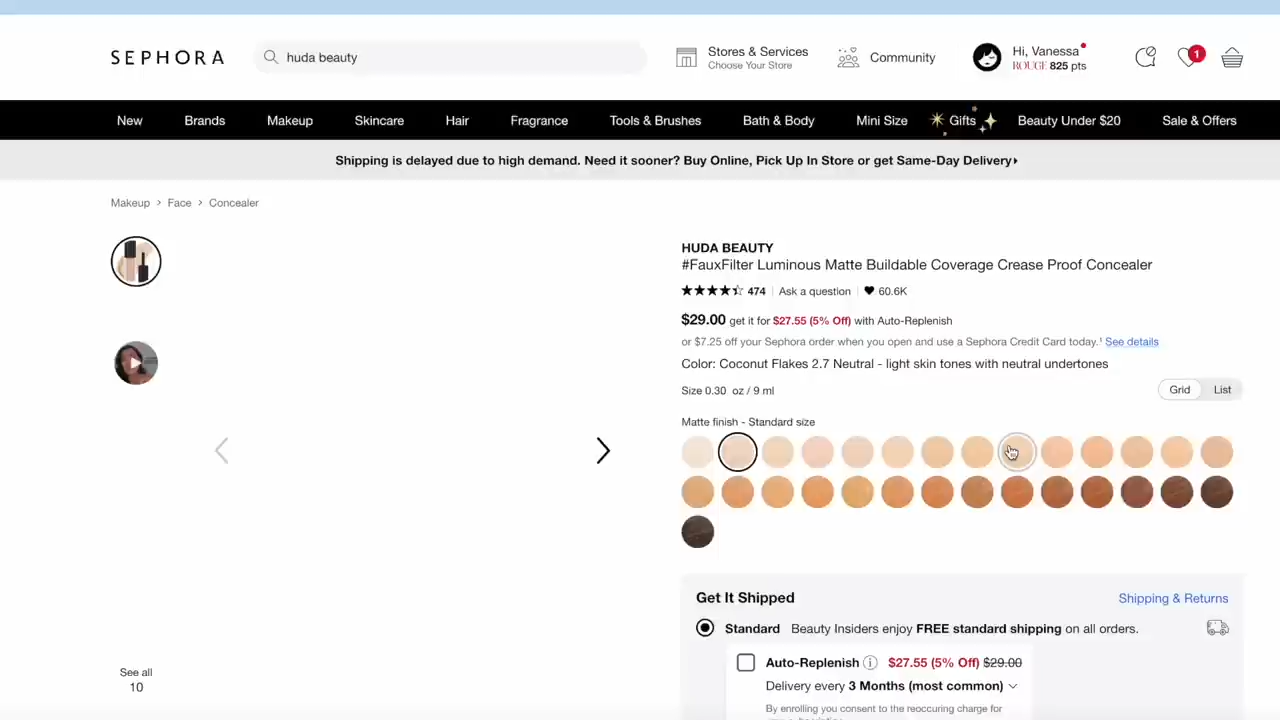 SEPHORA
huda beauty
Stores & Services
Choose Your Store
Community
Hi, Vanessa
ROUGE 825 pts
1
New
Brands
Makeup
Skincare
Hair
Fragrance
Tools & Brushes
Bath & Body
Mini Size
Gifts
Beauty Under $20
Sale & Offers
Shipping is delayed due to high demand. Need it sooner? Buy Online, Pick Up In Store or get Same-Day Delivery
Makeup > Face > Concealer
HUDA BEAUTY
#FauxFilter Luminous Matte Buildable Coverage Crease Proof Concealer
474 | Ask a question | 60.6K
$29.00 get it for $27.55 (5% Off) with Auto-Replenish
or $7.25 off your Sephora order when you open and use a Sephora Credit Card today.¹ See details
Color: Coconut Flakes 2.7 Neutral - light skin tones with neutral undertones
Size 0.30 oz / 9 ml
Grid
List
Matte finish - Standard size
Get It Shipped
Shipping & Returns
Standard Beauty Insiders enjoy FREE standard shipping on all orders.
Auto-Replenish $27.55 (5% Off) $29.00
Delivery every 3 Months (most common)
By enrolling you consent to the reoccuring charge for
See all
10